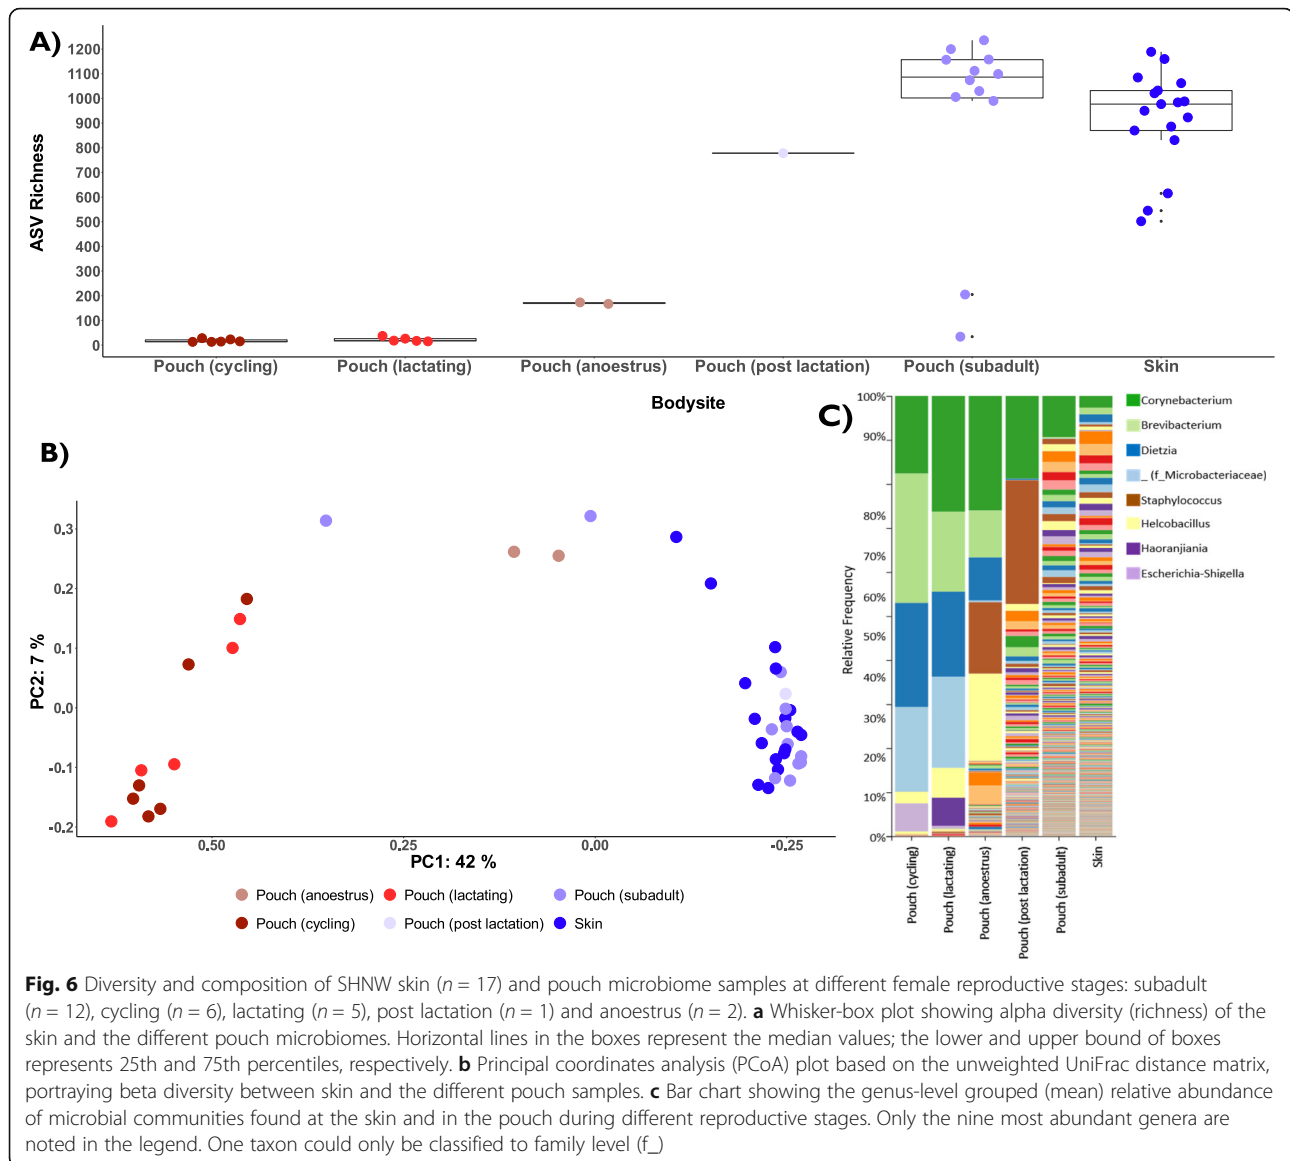 A)
1200
1100
1000
900
800
700
600
500
400
300
200
100
0
ASV Richness
Pouch (cycling) Pouch (lactating) Pouch (anoestrus) Pouch (post lactation) Pouch (subadult) Skin
Bodysite
B)
0.3
0.2
0.1
0.0
-0.1
-0.2
PC2: 7 %
0.50 0.25 0.00 -0.25
PC1: 42 %
Pouch (anoestrus) Pouch (lactating) Pouch (subadult)
Pouch (cycling) Pouch (post lactation) Skin
C)
100%
90%
80%
70%
60%
50%
40%
30%
20%
10%
0%
Relative Frequency
Pouch (cycling)
Pouch (lactating)
Pouch (anoestrus)
Pouch (post lactation)
Pouch (subadult)
Skin
Corynebacterium
Brevibacterium
Dietzia
_ (f_Microbacteriaceae)
Staphylococcus
Helcobacillus
Haoranjiania
Escherichia-Shigella
Fig. 6 Diversity and composition of SHNW skin (n = 17) and pouch microbiome samples at different female reproductive stages: subadult
(n = 12), cycling (n = 6), lactating (n = 5), post lactation (n = 1) and anoestrus (n = 2). a Whisker-box plot showing alpha diversity (richness) of the
skin and the different pouch microbiomes. Horizontal lines in the boxes represent the median values; the lower and upper bound of boxes
represents 25th and 75th percentiles, respectively. b Principal coordinates analysis (PCoA) plot based on the unweighted UniFrac distance matrix,
portraying beta diversity between skin and the different pouch samples. c Bar chart showing the genus-level grouped (mean) relative abundance
of microbial communities found at the skin and in the pouch during different reproductive stages. Only the nine most abundant genera are
noted in the legend. One taxon could only be classified to family level (f_)